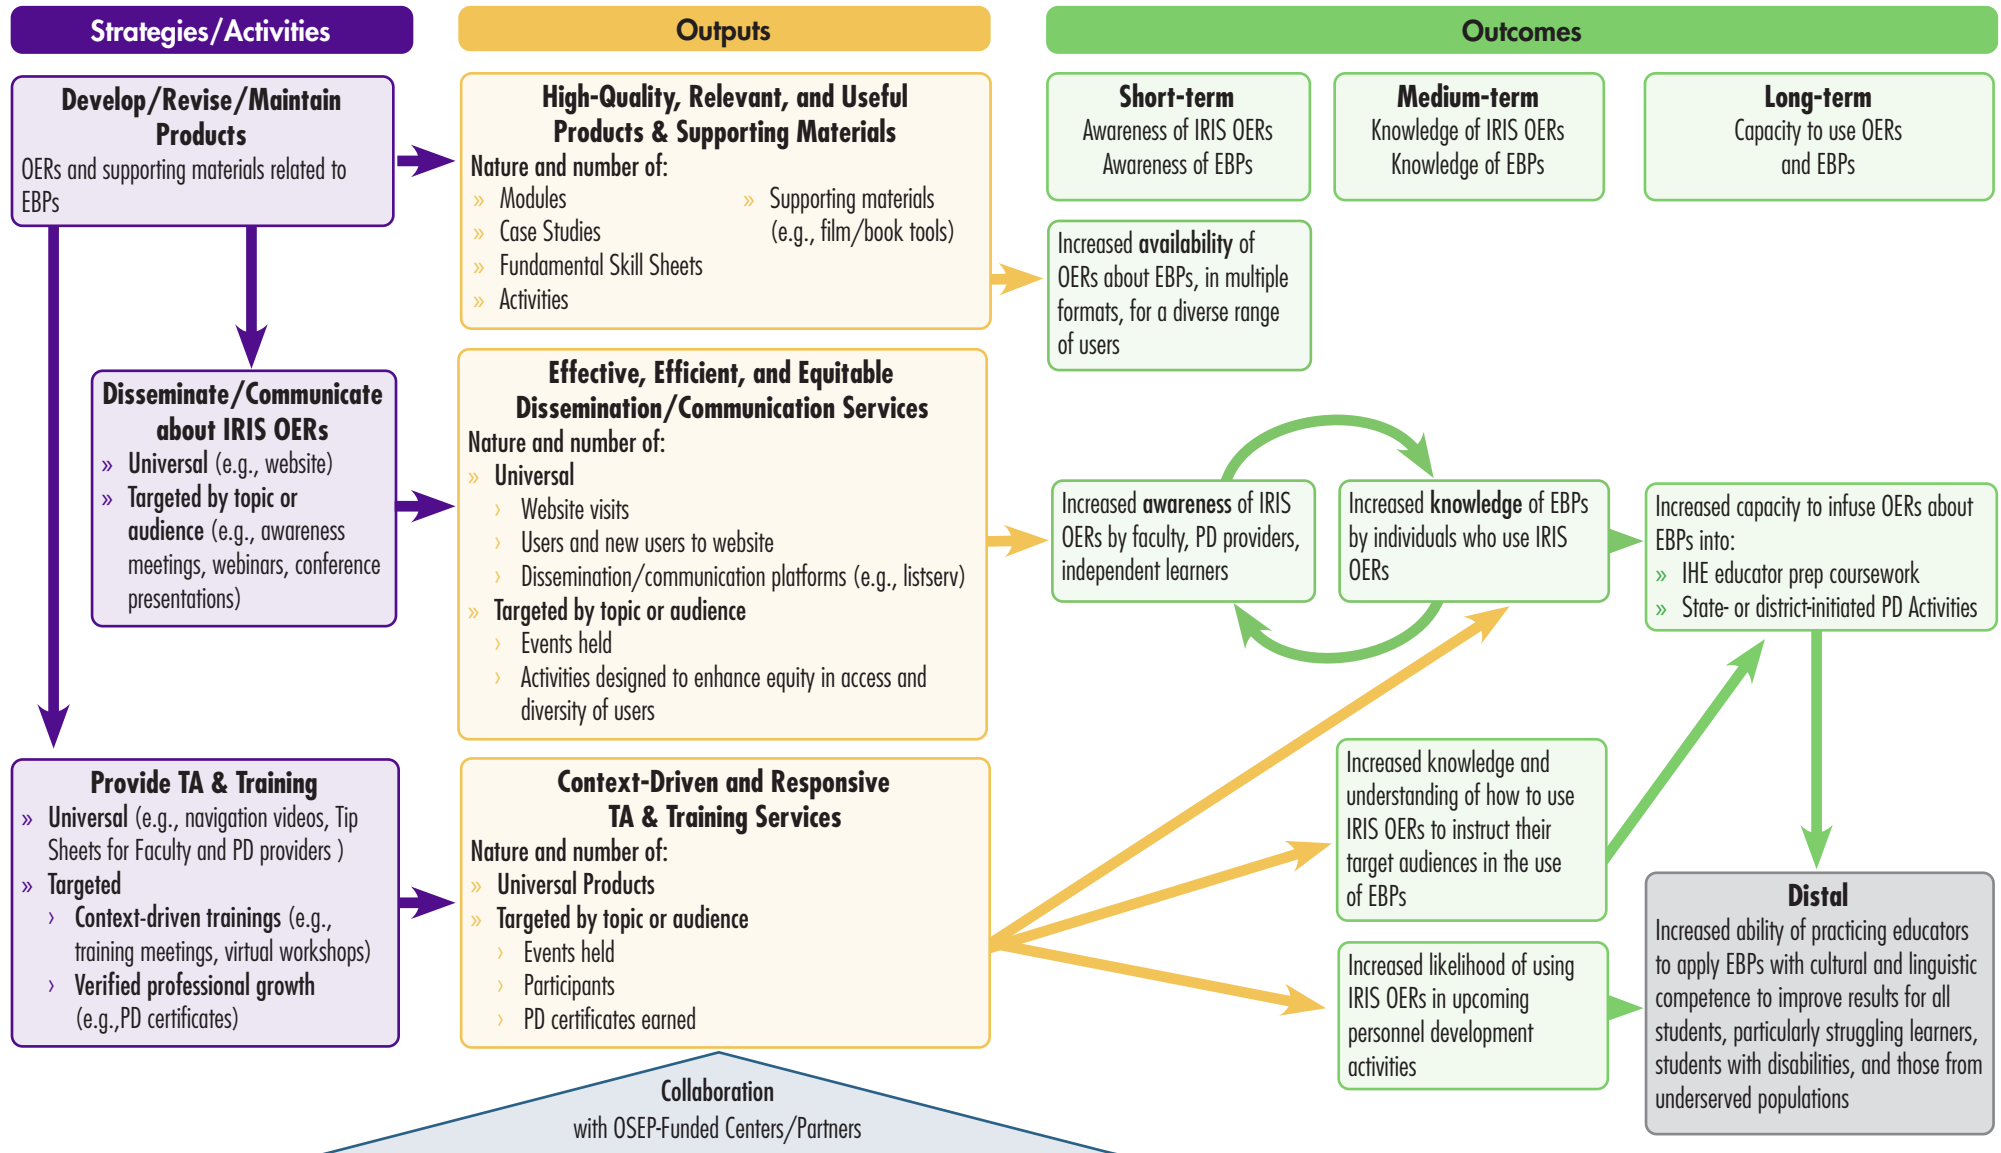 Strategies/Activities
Outputs
Outcomes
Develop/Revise/Maintain
Products
OERs and supporting materials related to
EBPs
High-Quality, Relevant, and Useful
Products & Supporting Materials
Nature and number of:
» Modules
» Case Studies
» Fundamental Skill Sheets
» Activities
» Supporting materials
(e.g., film/book tools)
Short-term
Awareness of IRIS OERs
Awareness of EBPs
Medium-term
Knowledge of IRIS OERs
Knowledge of EBPs
Long-term
Capacity to use OERs
and EBPs
Increased availability of
OERs about EBPs, in multiple
formats, for a diverse range
of users
Disseminate/Communicate
about IRIS OERs
» Universal (e.g., website)
» Targeted by topic or
audience (e.g., awareness
meetings, webinars, conference
presentations)
Effective, Efficient, and Equitable
Dissemination/Communication Services
Nature and number of:
» Universal
› Website visits
› Users and new users to website
› Dissemination/communication platforms (e.g., listserv)
» Targeted by topic or audience
› Events held
› Activities designed to enhance equity in access and
diversity of users
Increased awareness of IRIS
OERs by faculty, PD providers,
independent learners
Increased knowledge of EBPs
by individuals who use IRIS
OERs
Increased capacity to infuse OERs about
EBPs into:
» IHE educator prep coursework
» State- or district-initiated PD Activities
Provide TA & Training
» Universal (e.g., navigation videos, Tip
Sheets for Faculty and PD providers )
» Targeted
› Context-driven trainings (e.g.,
training meetings, virtual workshops)
› Verified professional growth
(e.g.,PD certificates)
Context-Driven and Responsive
TA & Training Services
Nature and number of:
» Universal Products
» Targeted by topic or audience
› Events held
› Participants
› PD certificates earned
Increased knowledge and
understanding of how to use
IRIS OERs to instruct their
target audiences in the use
of EBPs
Increased likelihood of using
IRIS OERs in upcoming
personnel development
activities
Distal
Increased ability of practicing educators
to apply EBPs with cultural and linguistic
competence to improve results for all
students, particularly struggling learners,
students with disabilities, and those from
underserved populations
Collaboration
with OSEP-Funded Centers/Partners